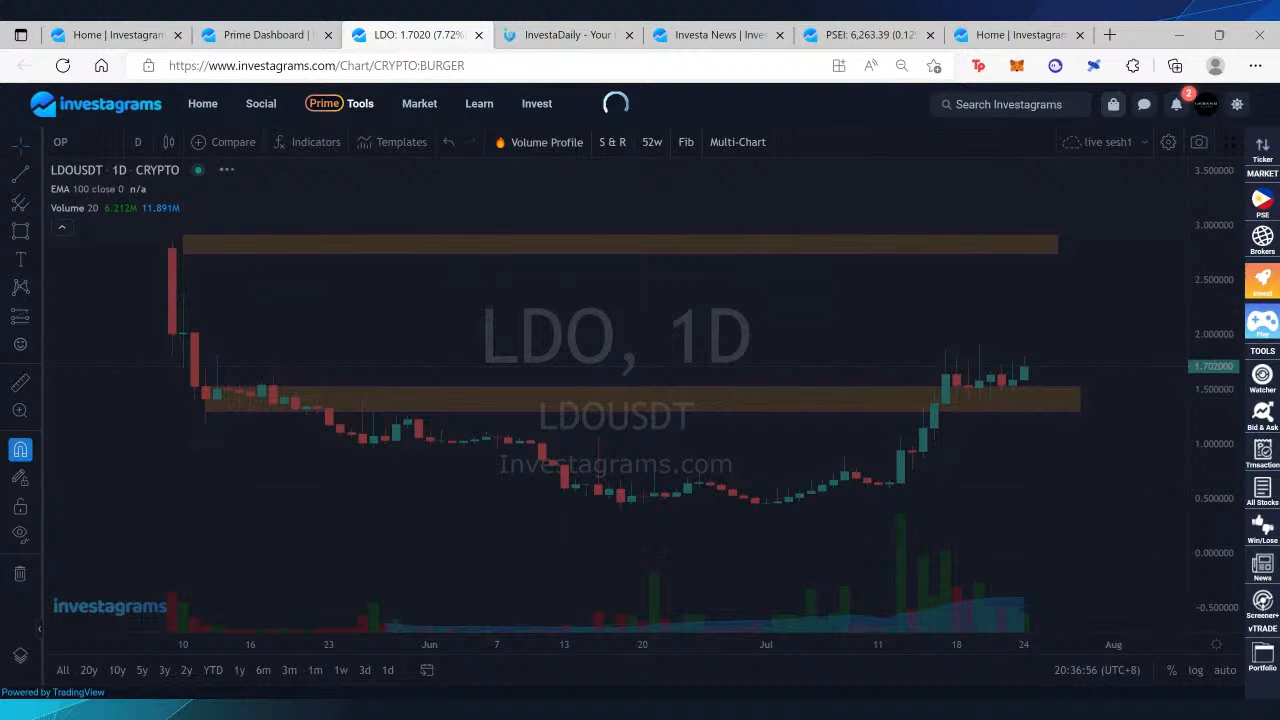 Home | Investagram
Prime Dashboard |
LDO: 1.7020 (7.72%
InvestaDaily - Your
Investa News | Inves
PSEI: 6,263.39 (0.12%
Home | Investagram
https://www.investagrams.com/Chart/CRYPTO:BURGER
investagrams
Home
Social
Prime Tools
Market
Learn
Invest
Search Investagrams
2
OP
D
Compare
Indicators
Templates
Volume Profile
S & R
52w
Fib
Multi-Chart
live sesh1
LDOUSDT · 1D · CRYPTO
EMA 100 close 0 n/a
Volume 20 6.212M 11.891M
LDO, 1D
LDOUSDT
Investagrams.com
3.500000
3.000000
2.500000
2.000000
1.702000
1.500000
1.000000
0.500000
0.000000
-0.500000
investagrams
10 16 23 Jun 7 13 20 Jul 11 18 24 Aug
All 20y 10y 5y 3y 2y YTD 1y 6m 3m 1m 1w 3d 1d
20:36:56 (UTC+8)
% log auto
Powered by TradingView
Ticker
MARKET
PSE
Brokers
Invest
Play
TOOLS
Watcher
Bid & Ask
Trnsaction
All Stocks
Win/Lose
News
Screener+
vTRADE
Portfolio